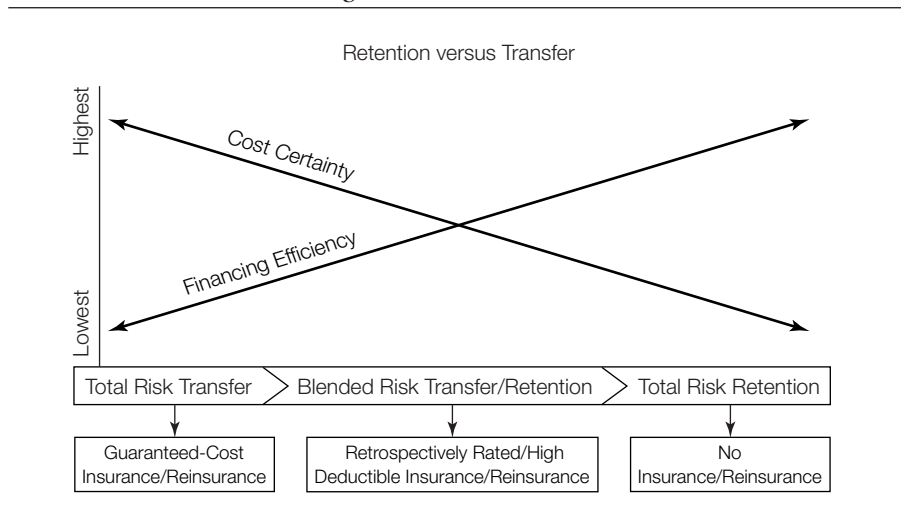 Retention versus Transfer
Highest
Cost Certainty
Financing Efficiency
Lowest
Total Risk Transfer
Blended Risk Transfer/Retention
Total Risk Retention
Guaranteed-Cost
Insurance/Reinsurance
Retrospectively Rated/High
Deductible Insurance/Reinsurance
No
Insurance/Reinsurance